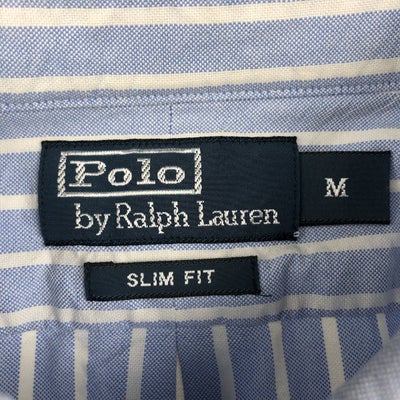 Polo
by Ralph Lauren
M
SLIM FIT